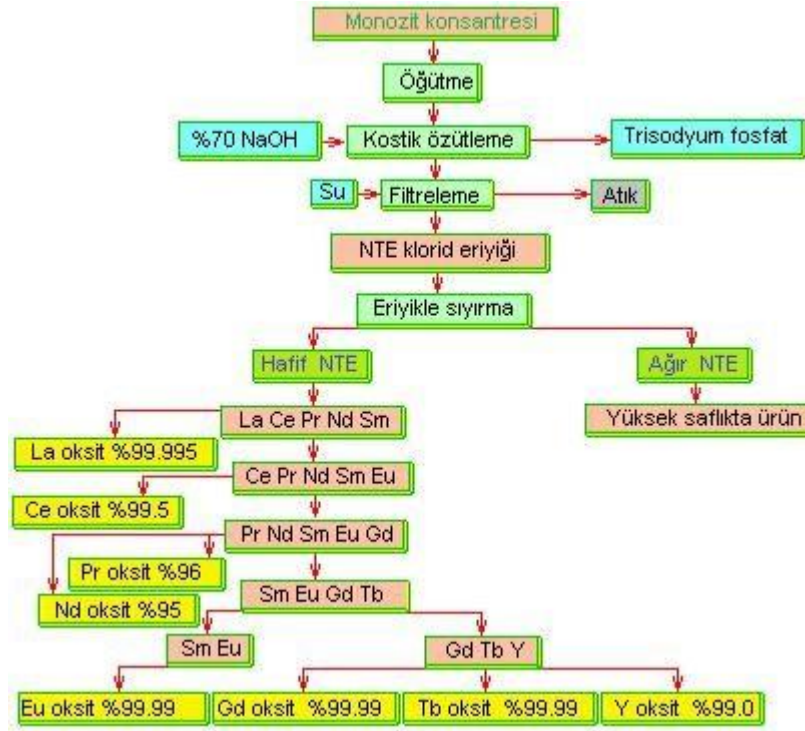 Monozit konsantresi
Öğütme
%70 NaOH
Kostik özütleme
Trisodyum fosfat
Su
Filtreleme
Atık
NTE klorid eriyiği
Eriyikle sıyırma
Hafif NTE
Ağır NTE
La Ce Pr Nd Sm
Yüksek saflıkta ürün
La oksit %99.995
Ce Pr Nd Sm Eu
Ce oksit %99.5
Pr Nd Sm Eu Gd
Pr oksit %96
Nd oksit %95
Sm Eu Gd Tb
Sm Eu
Gd Tb Y
Eu oksit %99.99
Gd oksit %99.99
Tb oksit %99.99
Y oksit %99.0